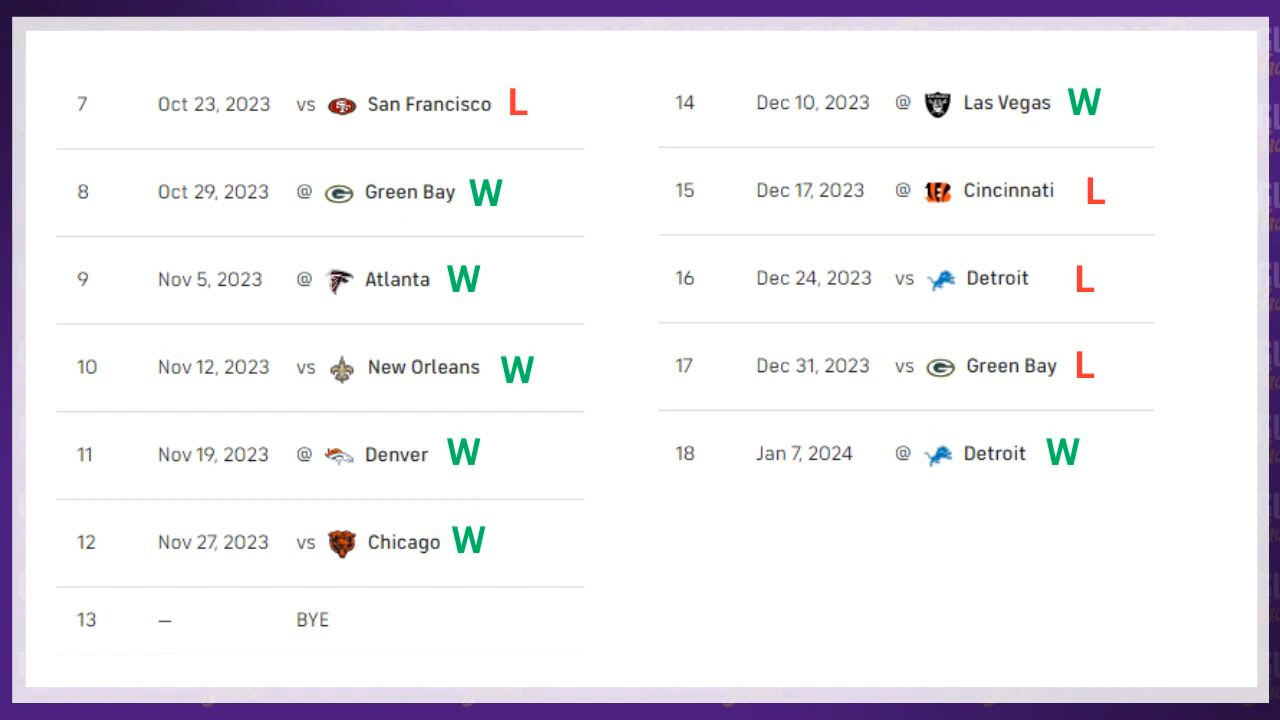 7 Oct 23, 2023 vs San Francisco L
8 Oct 29, 2023 @ Green Bay W
9 Nov 5, 2023 @ Atlanta W
10 Nov 12, 2023 vs New Orleans W
11 Nov 19, 2023 @ Denver W
12 Nov 27, 2023 vs Chicago W
13 — BYE
14 Dec 10, 2023 @ Las Vegas W
15 Dec 17, 2023 @ Cincinnati L
16 Dec 24, 2023 vs Detroit L
17 Dec 31, 2023 vs Green Bay L
18 Jan 7, 2024 @ Detroit W